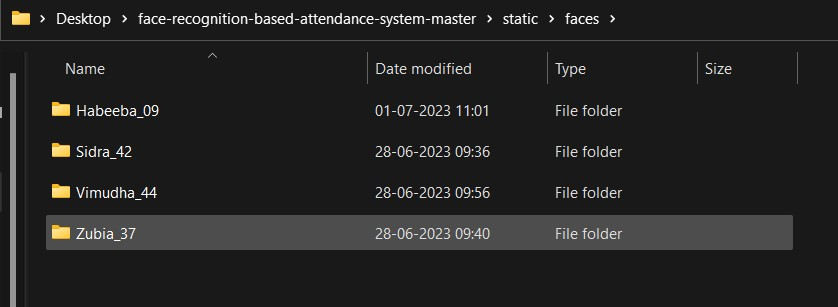 Desktop > face-recognition-based-attendance-system-master > static > faces >
Name Date modified Type Size
Habeeba_09 01-07-2023 11:01 File folder
Sidra_42 28-06-2023 09:36 File folder
Vimudha_44 28-06-2023 09:56 File folder
Zubia_37 28-06-2023 09:40 File folder